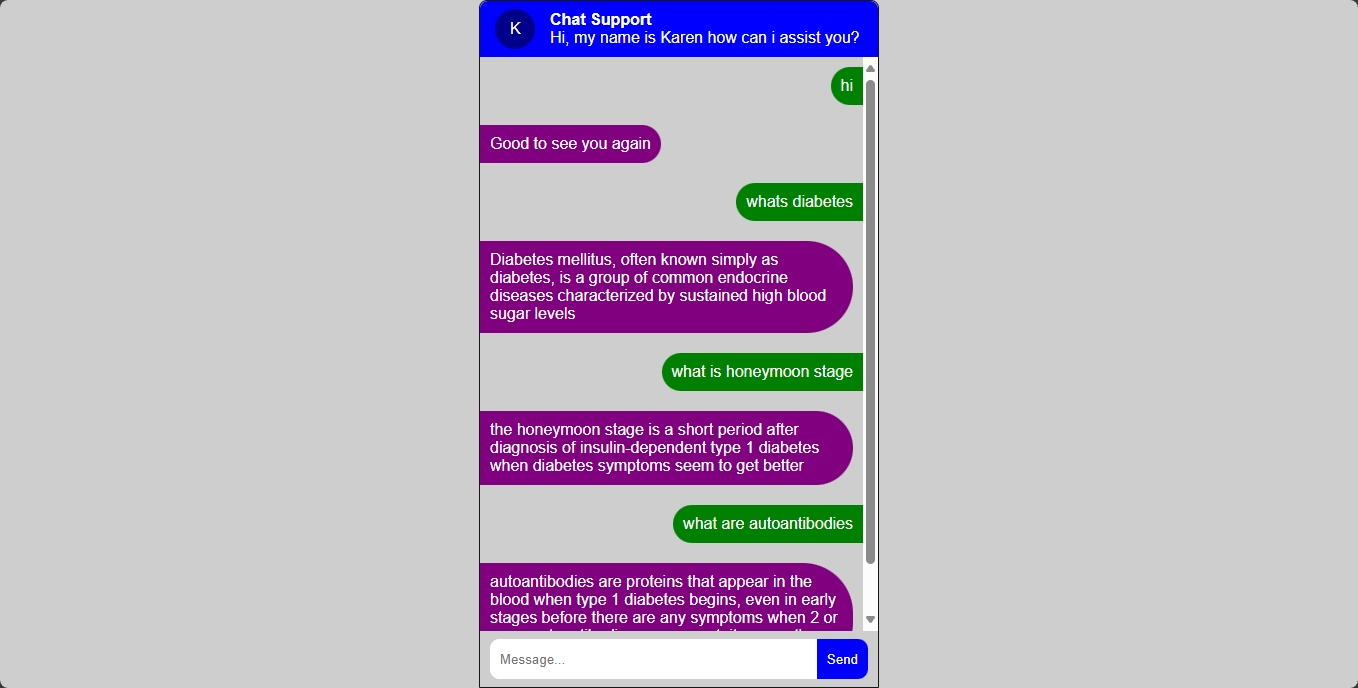 K
Chat Support
Hi, my name is Karen how can i assist you?
hi
Good to see you again
whats diabetes
Diabetes mellitus, often known simply as
diabetes, is a group of common endocrine
diseases characterized by sustained high blood
sugar levels
what is honeymoon stage
the honeymoon stage is a short period after
diagnosis of insulin-dependent type 1 diabetes
when diabetes symptoms seem to get better
what are autoantibodies
autoantibodies are proteins that appear in the
blood when type 1 diabetes begins, even in early
stages before there are any symptoms when 2 or
Message...
Send